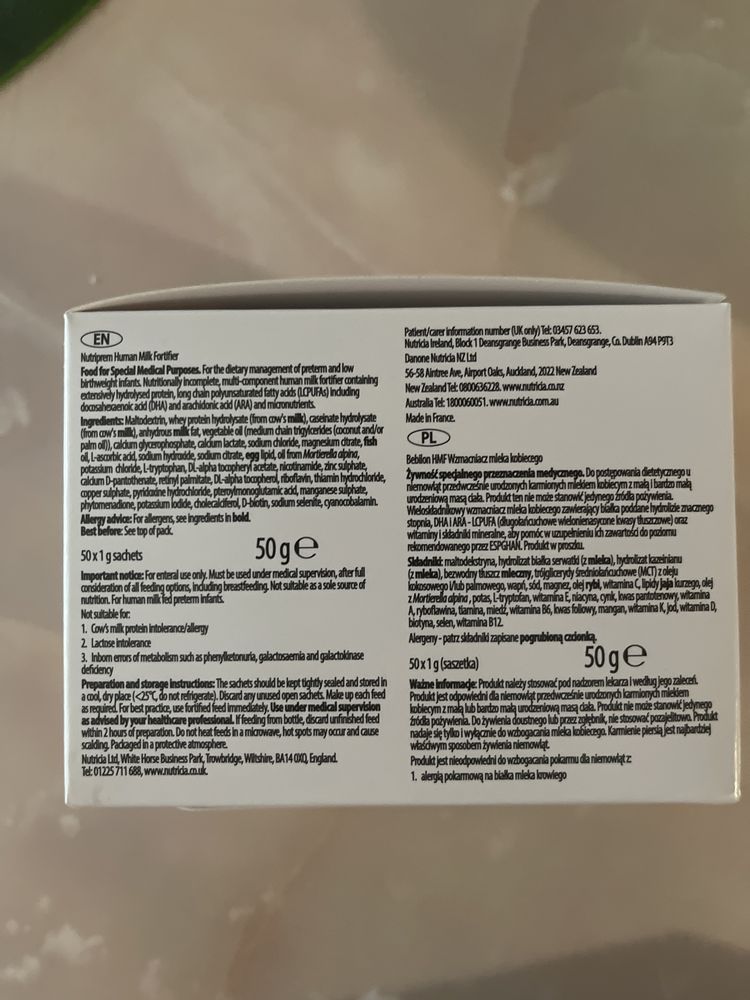 EN
Nutriprem Human Milk Fortifier
Food for Special Medical Purposes. For the dietary management of preterm and low
birthweight infants. Nutritionally incomplete, multi-component human milk fortifier containing
extensively hydrolysed protein, long chain polyunsaturated fatty acids (LCPUFAs) including
docosahexaenoic acid (DHA) and arachidonic acid (ARA) and micronutrients.
Ingredients: Maltodextrin, whey protein hydrolysate (from cow's milk), caseinate hydrolysate
(from cow's milk), anhydrous milk fat, vegetable oil (medium chain triglycerides (coconut and/or
palm oil)), calcium glycerophosphate, calcium lactate, sodium chloride, magnesium citrate, fish
oil, L-ascorbic acid, sodium hydroxide, sodium citrate, egg lipid, oil from Mortierella alpina,
potassium chloride, L-tryptophan, DL-alpha tocopheryl acetate, nicotinamide, zinc sulphate,
calcium D-pantothenate, retinyl palmitate, DL-alpha tocopherol, riboflavin, thiamin hydrochloride,
copper sulphate, pyridoxine hydrochloride, pteroylmonoglutamic acid, manganese sulphate,
phytomenadione, potassium iodide, cholecalciferol, D-biotin, sodium selenite, cyanocobalamin.
Allergy advice: For allergens, see ingredients in bold.
Best before: See top of pack.
50 x 1 g sachets 50 g e
Important notice: For enteral use only. Must be used under medical supervision, after full
consideration of all feeding options, including breastfeeding. Not suitable as a sole source of
nutrition. For human milk fed preterm infants.
Not suitable for:
1. Cow's milk protein intolerance/allergy
2. Lactose intolerance
3. Inborn errors of metabolism such as phenylketonuria, galactosaemia and galactokinase
deficiency
Preparation and storage instructions: The sachets should be kept tightly sealed and stored in
a cool, dry place (<25°C, do not refrigerate). Discard any unused open sachets. Make up each feed
as required. For best practice, use fortified feed immediately. Use under medical supervision
as advised by your healthcare professional. If feeding from bottle, discard unfinished feed
within 2 hours of preparation. Do not heat feeds in a microwave, hot spots may occur and cause
scalding. Packaged in a protective atmosphere.
Nutricia Ltd, White Horse Business Park, Trowbridge, Wiltshire, BA14 0XQ, England.
Tel: 01225 711 688, www.nutricia.co.uk.
Patient/carer information number (UK only) Tel: 03457 623 653.
Nutricia Ireland, Block 1 Deansgrange Business Park, Deansgrange, Co. Dublin A94 P9T3
Danone Nutricia NZ Ltd
56-58 Aintree Ave, Airport Oaks, Auckland, 2022 New Zealand
New Zealand Tel: 0800636228. www.nutricia.co.nz
Australia Tel: 1800060051. www.nutricia.com.au
Made in France.
PL
Bebilon HMF Wzmacniacz mleka kobiecego
Żywność specjalnego przeznaczenia medycznego. Do postępowania dietetycznego u
niemowląt przedwcześnie urodzonych karmionych mlekiem kobiecym z małą i bardzo małą
urodzeniową masą ciała. Produkt ten nie może stanowić jedynego źródła pożywienia.
Wieloskładnikowy wzmacniacz mleka kobiecego zawierający białka poddane hydrolizie znacznego
stopnia, DHA i ARA - LCPUFA (długołańcuchowe wielonienasycone kwasy tłuszczowe) oraz
witaminy i składniki mineralne, aby pomóc w uzupełnieniu ich zawartości do poziomu
rekomendowanego przez ESPGHAN. Produkt w proszku.
Składniki: maltodekstryna, hydrolizat białka serwatki (z mleka), hydrolizat kazeinianu
(z mleka), bezwodny tłuszcz mleczny, trójglicerydy średniołańcuchowe (MCT) z oleju
kokosowego i/lub palmowego, wapń, sód, magnez, olej rybi, witamina C, lipidy jaja kurzego, olej
z Mortierella alpina, potas, L-tryptofan, witamina E, niacyna, cynk, kwas pantotenowy, witamina
A, ryboflawina, tiamina, miedź, witamina B6, kwas foliowy, mangan, witamina K, jod, witamina D,
biotyna, selen, witamina B12.
Alergeny - patrz składniki zapisane pogrubioną czcionką.
50 x 1 g (saszetka) 50 g e
Ważne informacje: Produkt należy stosować pod nadzorem lekarza i według jego zaleceń.
Produkt jest odpowiedni dla niemowląt przedwcześnie urodzonych karmionych mlekiem
kobiecym z małą lub bardzo małą urodzeniową masą ciała. Produkt nie może stanowić jedynego
źródła pożywienia. Do żywienia doustnego lub przez zgłębnik, nie stosować pozajelitowo. Produkt
nadaje się tylko i wyłącznie do wzbogacania mleka kobiecego. Karmienie piersią jest najbardziej
właściwym sposobem żywienia niemowląt.
Produkt jest nieodpowiedni do wzbogacania pokarmu dla niemowląt z:
1. alergią pokarmową na białka mleka krowiego